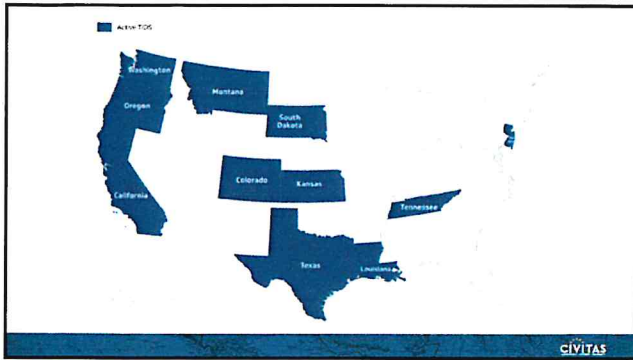 Active TIDS
Washington
Montana
Oregon
South
Dakota
Colorado
Kansas
California
Tennessee
Texas
Louisiana
CIVITAS